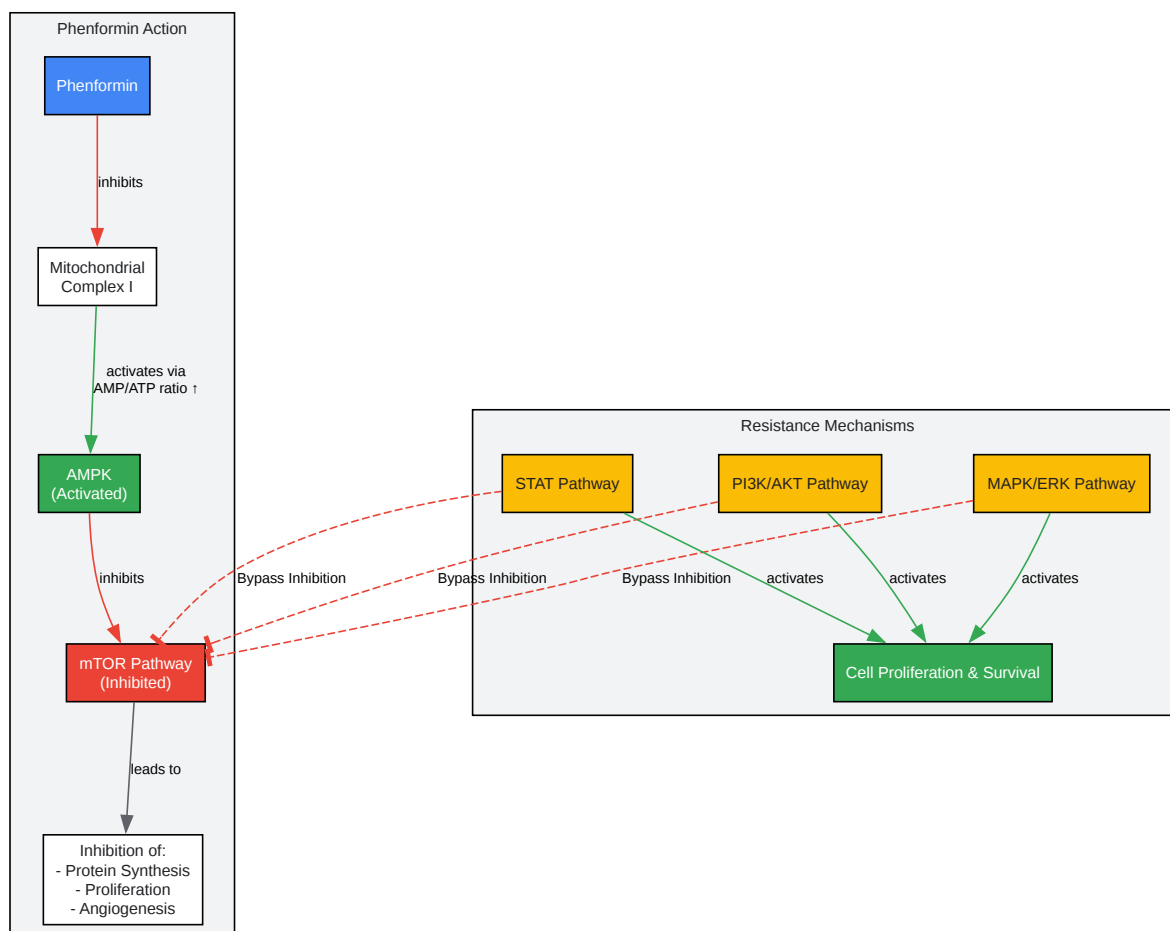 Phenformin Action
Phenformin
inhibits
Mitochondrial
Complex I
activates via
AMP/ATP ratio ↑
AMPK
(Activated)
inhibits
mTOR Pathway
(Inhibited)
leads to
Inhibition of:
- Protein Synthesis
- Proliferation
- Angiogenesis
Resistance Mechanisms
STAT Pathway
PI3K/AKT Pathway
MAPK/ERK Pathway
Bypass Inhibition
Bypass Inhibition
Bypass Inhibition
activates
activates
activates
Cell Proliferation & Survival